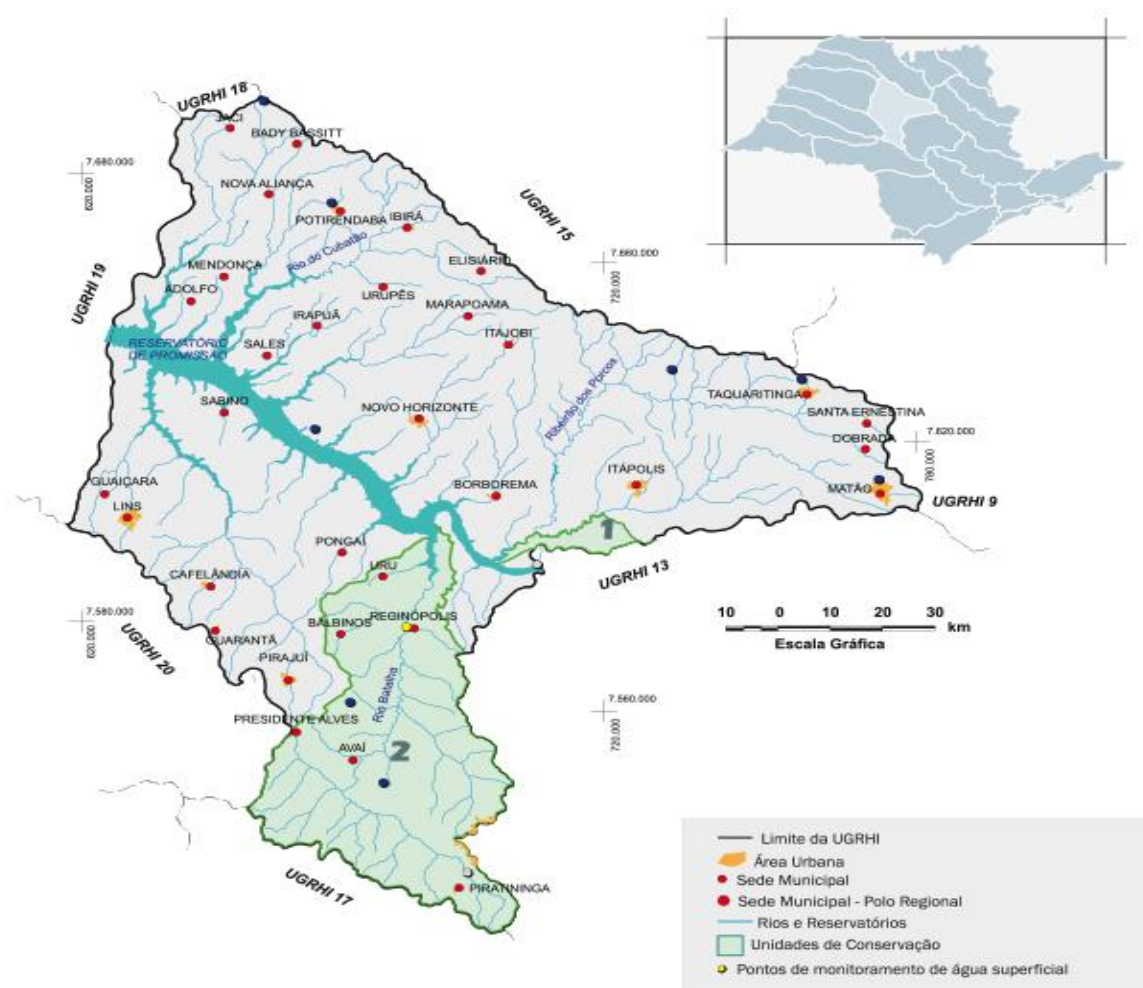 UGRHI 18
JACI
BADY BASSITT
7.680.000
620.000
NOVA ALIANÇA
POTIRENDABA
IBIRÁ
UGRHI 15
Rio do Cubatão
ELISIÁRIO
7.660.000
720.000
UGRHI 19
MENDONÇA
ADOLFO
URUPÊS
MARAPOAMA
IRAPUÃ
ITAJOBI
RESERVATÓRIO
DE PROMISSÃO
SALES
Ribeirão dos Porcos
TAQUARITINGA
SABINO
NOVO HORIZONTE
SANTA ERNESTINA
DOBRADA
7.620.000
780.000
GUAIÇARA
LINS
BORBOREMA
ITÁPOLIS
MATÃO
UGRHI 9
1
UGRHI 13
PONGAÍ
URU
CAFELÂNDIA
7.580.000
620.000
UGRHI 20
GUARANTÃ
BALBINOS
REGINÓPOLIS
PIRAJUÍ
Rio Batalha
10 0 10 20 30 km
Escala Gráfica
7.560.000
720.000
PRESIDENTE ALVES
AVAÍ
2
UGRHI 17
PIRATININGA
Limite da UGRHI
Área Urbana
Sede Municipal
Sede Municipal - Polo Regional
Rios e Reservatórios
Unidades de Conservação
Pontos de monitoramento de água superficial